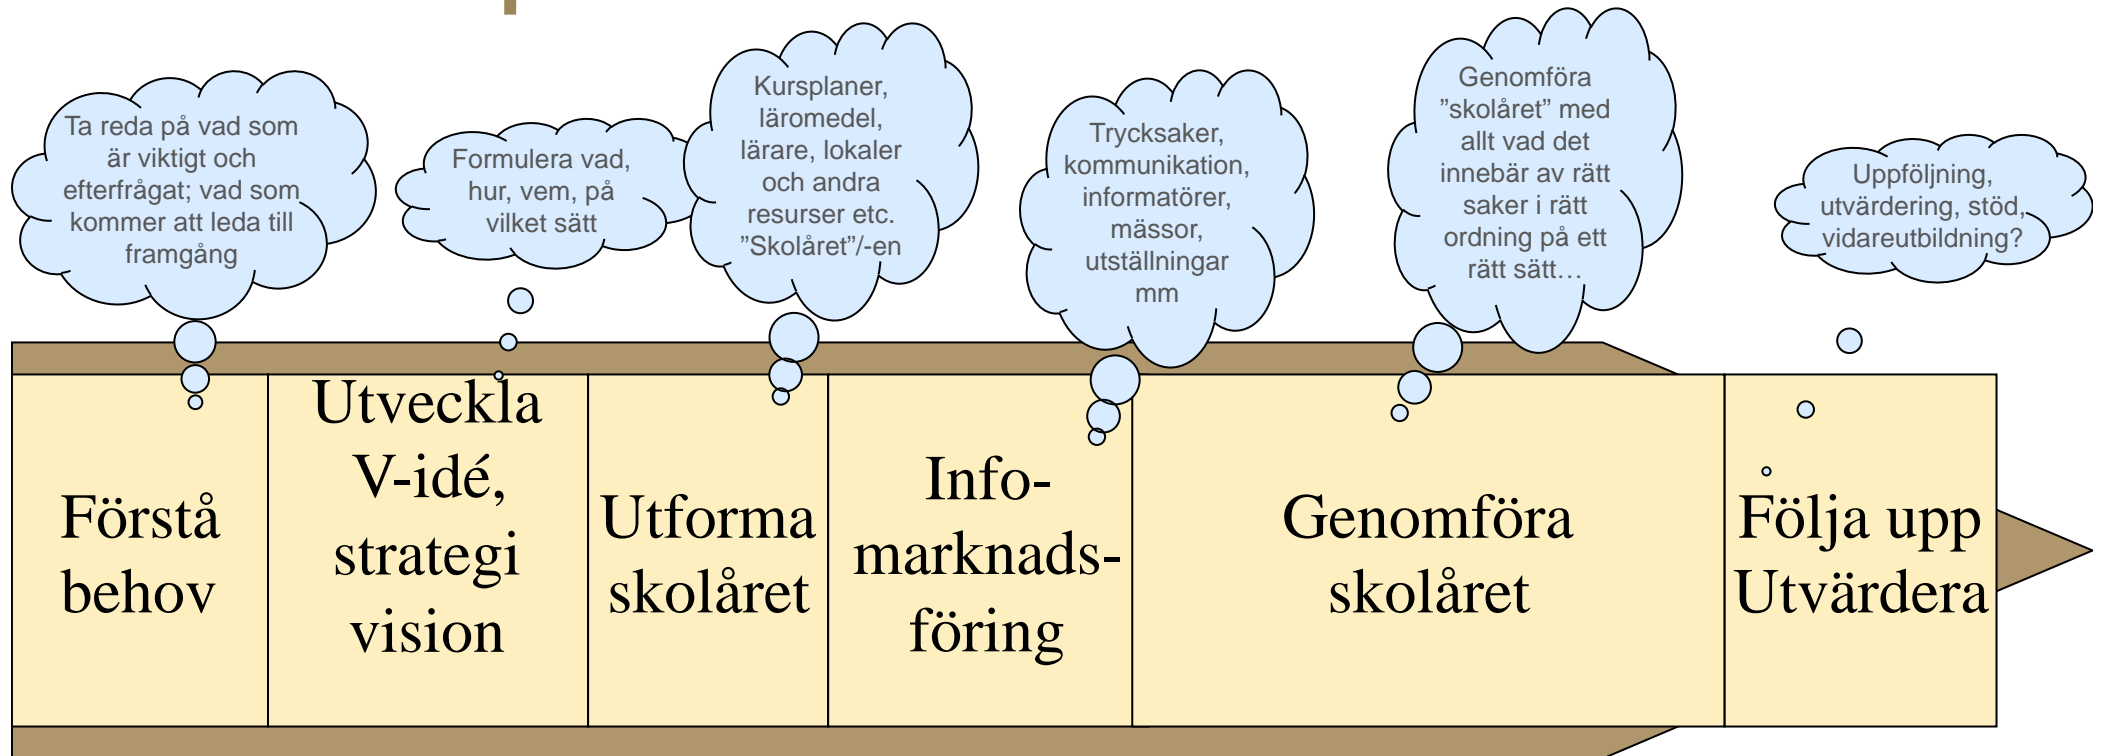 Ta reda på vad som
är viktigt och
efterfrågat; vad som
kommer att leda till
framgång
Formulera vad,
hur, vem, på
vilket sätt
Kursplaner,
läromedel,
lärare, lokaler
och andra
resurser etc.
”Skolåret”/-en
Trycksaker,
kommunikation,
informatörer,
mässor,
utställningar
mm
Genomföra
”skolåret” med
allt vad det
innebär av rätt
saker i rätt
ordning på ett
rätt sätt…
Uppföljning,
utvärdering, stöd,
vidareutbildning?
Förstå
behov
Utveckla
V-idé,
strategi
vision
Utforma
skolåret
Info-
marknads-
föring
Genomföra
skolåret
Följa upp
Utvärdera